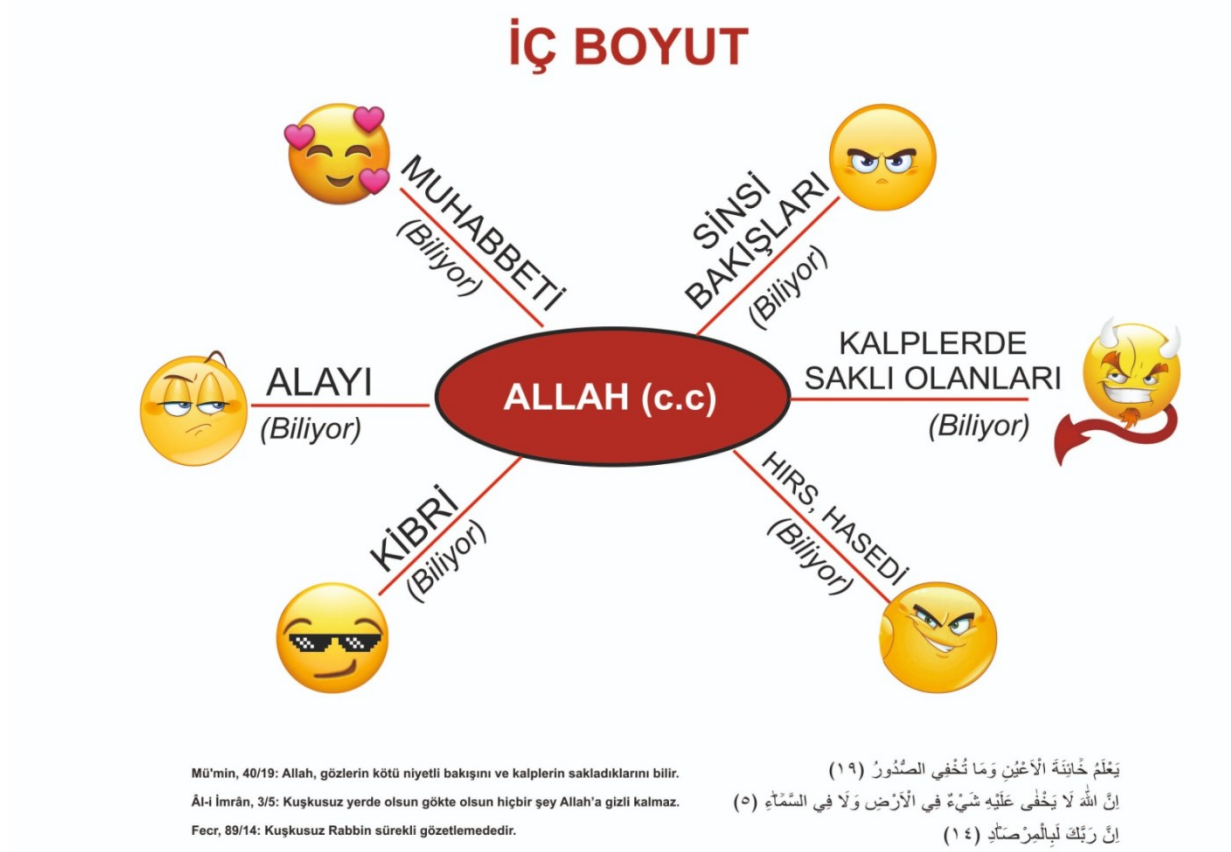 İÇ BOYUT
MUHABBETİ
(Biliyor)
SİNSİ
BAKIŞLARI
(Biliyor)
ALAYI
(Biliyor)
ALLAH (c.c)
KALPLERDE
SAKLI OLANLARI
(Biliyor)
KİBRİ
(Biliyor)
HIRS, HASEDİ
(Biliyor)
Mü'min, 40/19: Allah, gözlerin kötü niyetli bakışını ve kalplerin sakladıklarını bilir.
Âl-i İmrân, 3/5: Kuşkusuz yerde olsun gökte olsun hiçbir şey Allah’a gizli kalmaz.
Fecr, 89/14: Kuşkusuz Rabbin sürekli gözetlemededir.
يَعْلَمُ خَٓائِنَةَ الْاَعْيُنِ وَمَا تُخْفِي الصُّدُورُ (١٩)
اِنَّ اللّٰهَ لَا يَخْفٰى عَلَيْهِ شَيْءٌ فِي الْاَرْضِ وَلَا فِي السَّمَٓاءِ (٥)
اِنَّ رَبَّكَ لَبِالْمِرْصَادِ (١٤)